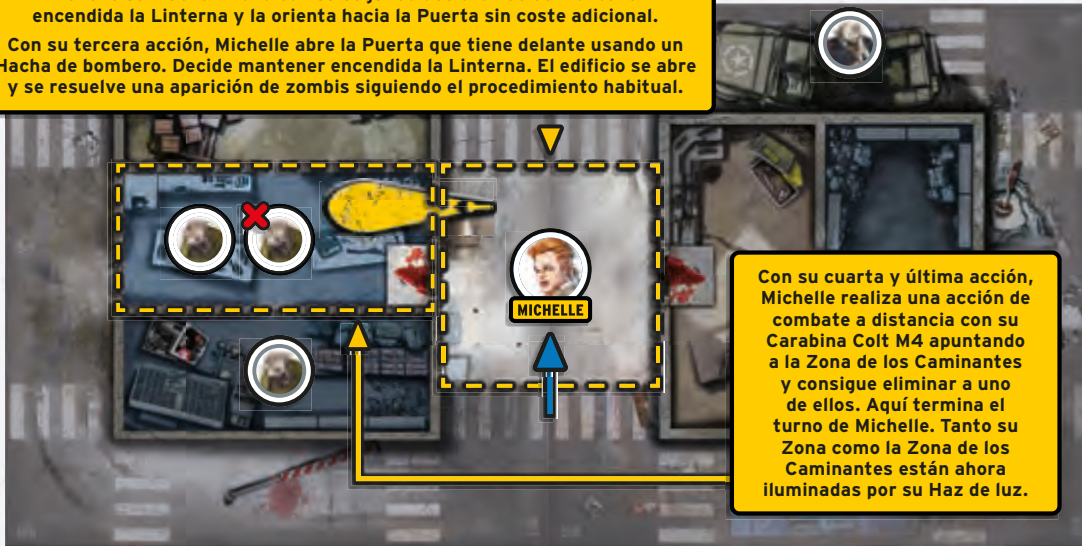 encendida la Linterna y la orienta hacia la Puerta sin coste adicional.
Con su tercera acción, Michelle abre la Puerta que tiene delante usando un
Hacha de bombero. Decide mantener encendida la Linterna. El edificio se abre
y se resuelve una aparición de zombis siguiendo el procedimiento habitual.
MICHELLE
Con su cuarta y última acción,
Michelle realiza una acción de
combate a distancia con su
Carabina Colt M4 apuntando
a la Zona de los Caminantes
y consigue eliminar a uno
de ellos. Aquí termina el
turno de Michelle. Tanto su
Zona como la Zona de los
Caminantes están ahora
iluminadas por su Haz de luz.